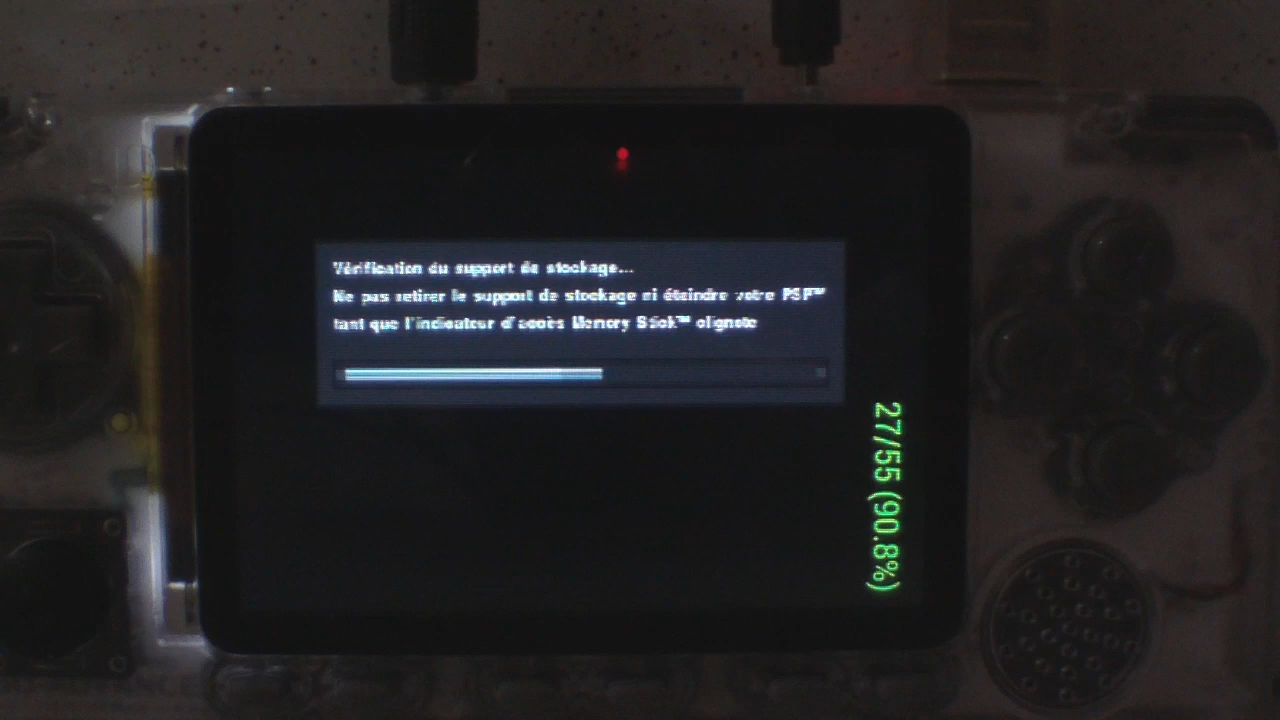 Vérification du support de stockage...
Ne pas retirer le support de stockage ni éteindre votre PSP™
tant que l'indicateur d'accès Memory Stick™ clignote
27/55 (90.8%)